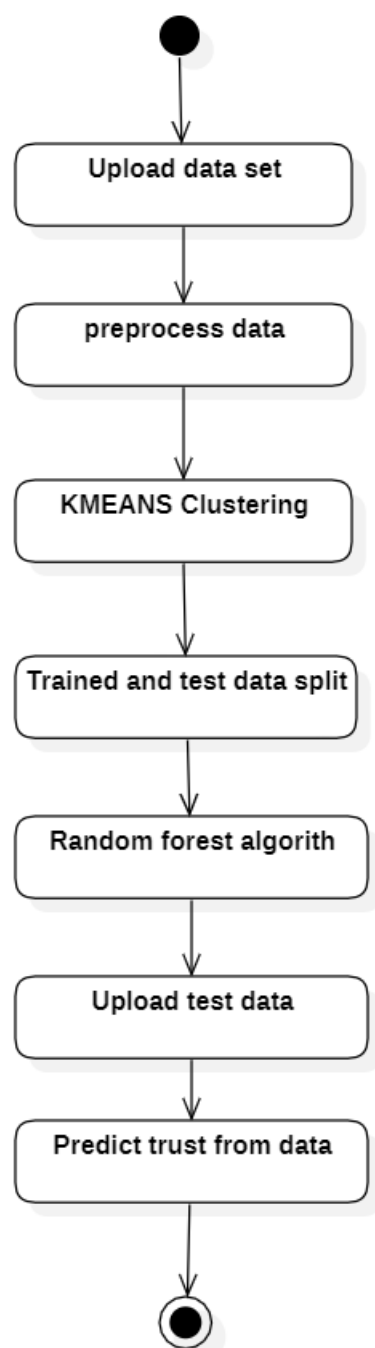 Upload data set
preprocess data
KMEANS Clustering
Trained and test data split
Random forest algorith
Upload test data
Predict trust from data